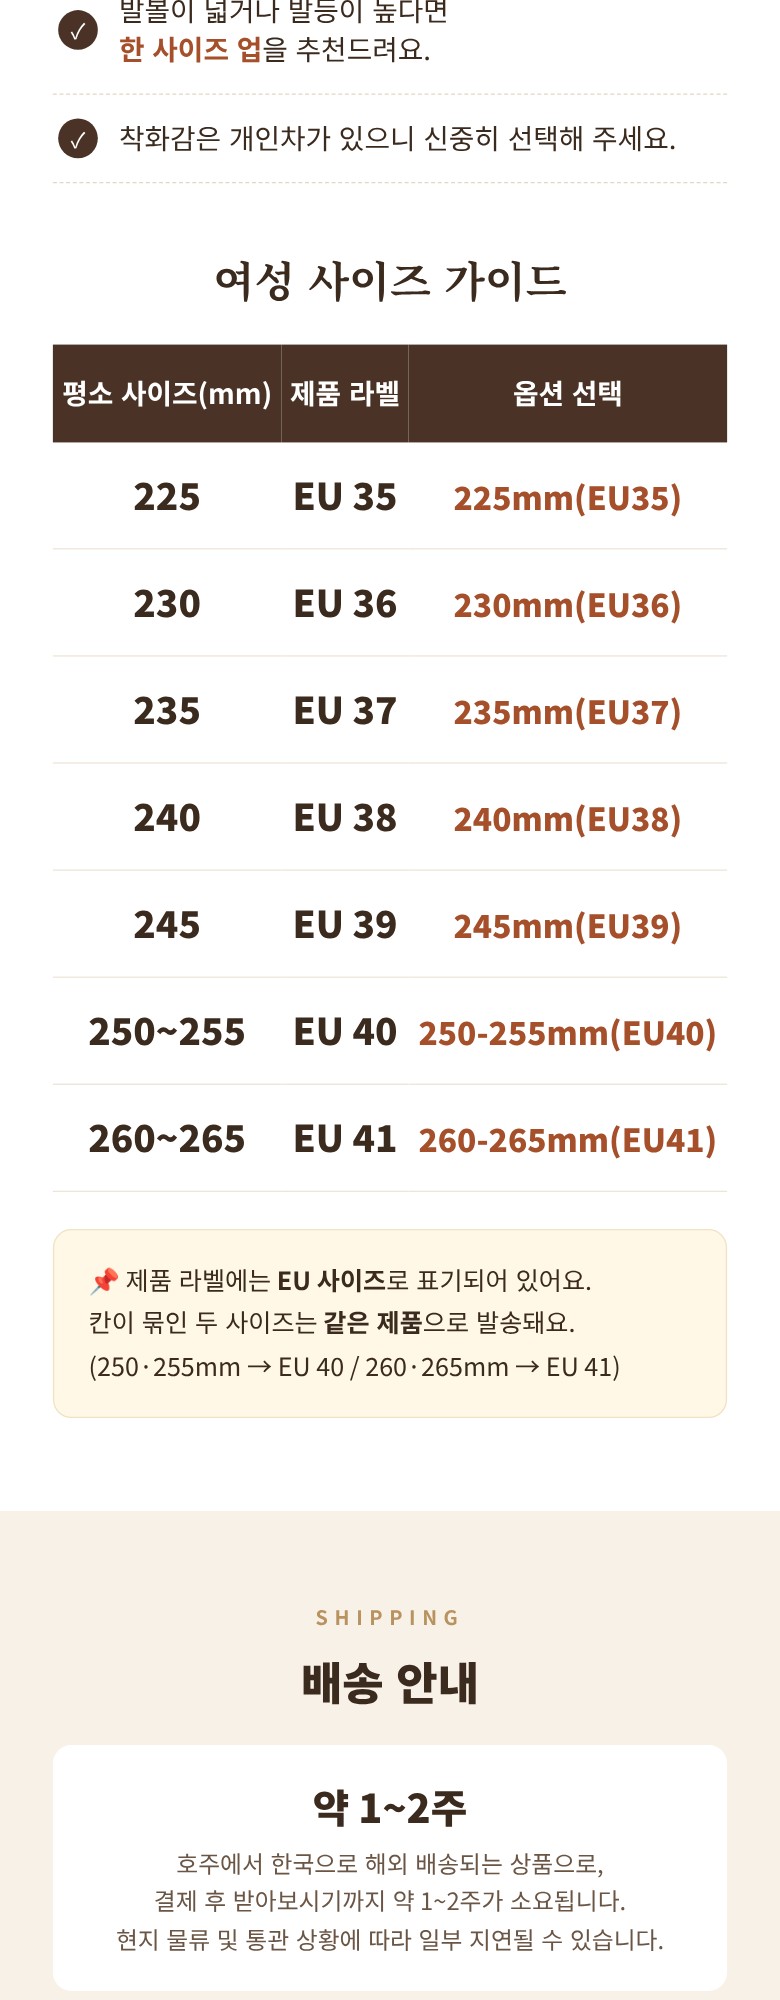 발볼이 넓거나 발등이 높다면
한 사이즈 업을 추천드려요.
착화감은 개인차가 있으니 신중히 선택해 주세요.
여성 사이즈 가이드
평소 사이즈(mm) 제품 라벨 옵션 선택
225 EU 35 225mm(EU35)
230 EU 36 230mm(EU36)
235 EU 37 235mm(EU37)
240 EU 38 240mm(EU38)
245 EU 39 245mm(EU39)
250~255 EU 40 250-255mm(EU40)
260~265 EU 41 260-265mm(EU41)
📌 제품 라벨에는 EU 사이즈로 표기되어 있어요.
칸이 묶인 두 사이즈는 같은 제품으로 발송돼요.
(250·255mm → EU 40 / 260·265mm → EU 41)
SHIPPING
배송 안내
약 1~2주
호주에서 한국으로 해외 배송되는 상품으로,
결제 후 받아보시기까지 약 1~2주가 소요됩니다.
현지 물류 및 통관 상황에 따라 일부 지연될 수 있습니다.